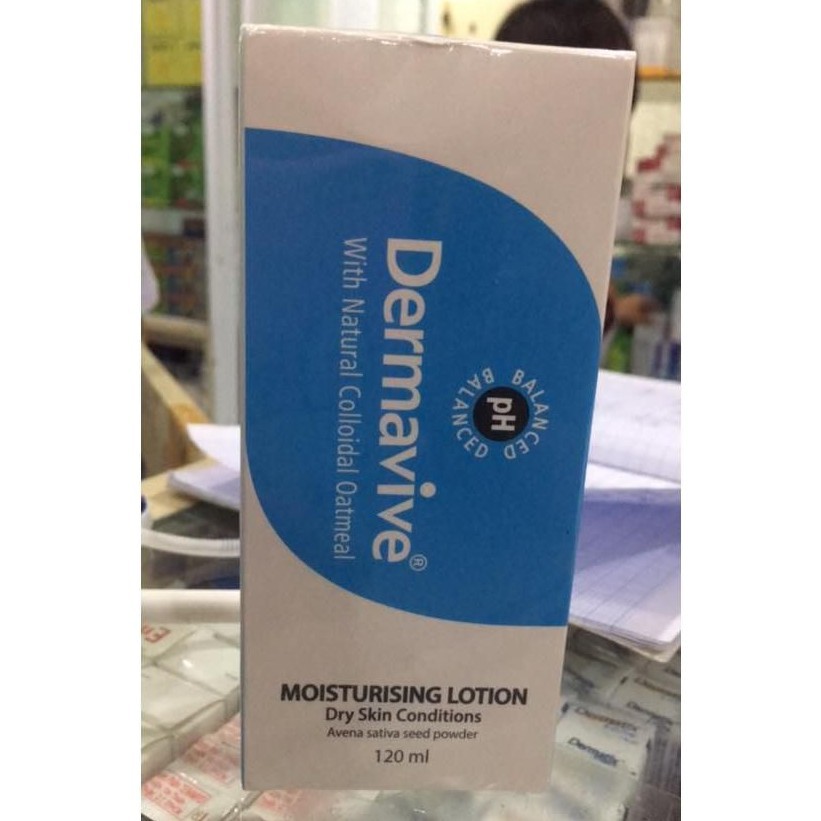 Dermavive®
With Natural Colloidal Oatmeal
BALANCED
pH
BALANCED
MOISTURISING LOTION
Dry Skin Conditions
Avena sativa seed powder
120 ml
Dermatix